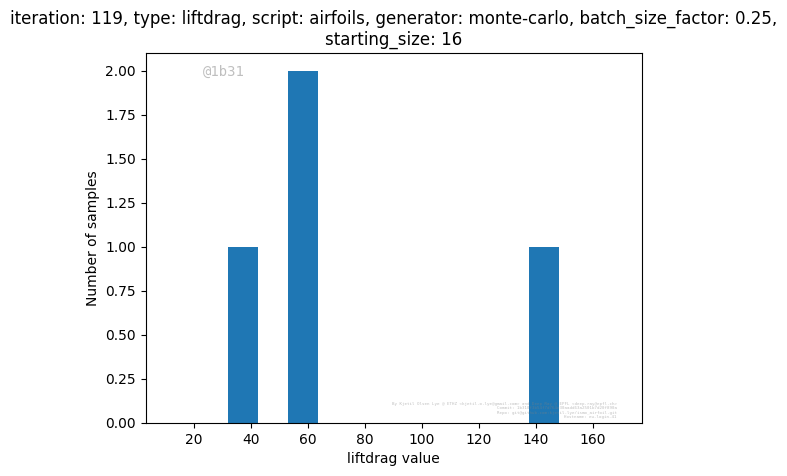 iteration: 119, type: liftdrag, script: airfoils, generator: monte-carlo, batch_size_factor: 0.25,
starting_size: 16
@1b31
2.00
1.75
1.50
1.25
1.00
0.75
0.50
0.25
0.00
Number of samples
20 40 60 80 100 120 140 160
liftdrag value